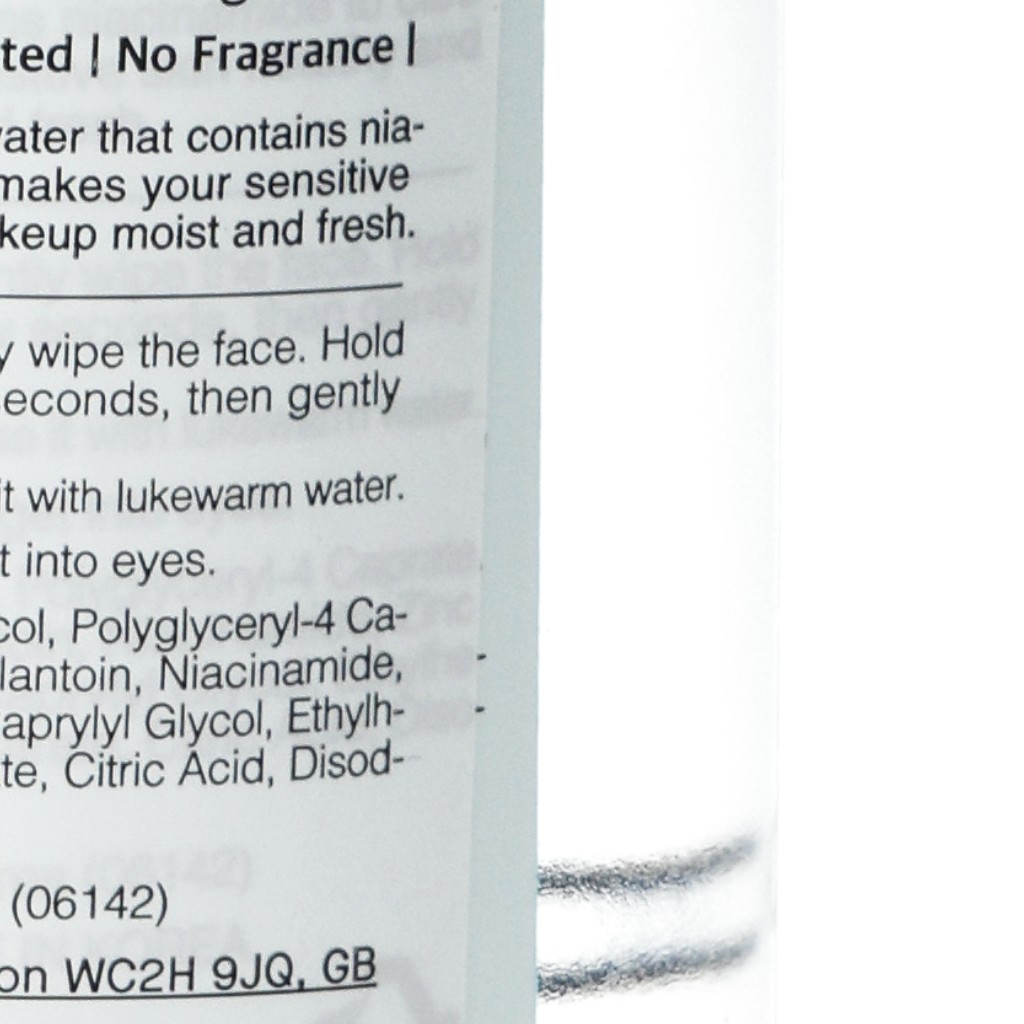 ted | No Fragrance |
ater that contains nia-
makes your sensitive
keup moist and fresh.
y wipe the face. Hold
econds, then gently
it with lukewarm water.
t into eyes.
col, Polyglyceryl-4 Ca-
lantoin, Niacinamide,
aprylyl Glycol, Ethylh-
te, Citric Acid, Disod-
(06142)
on WC2H 9JQ, GB